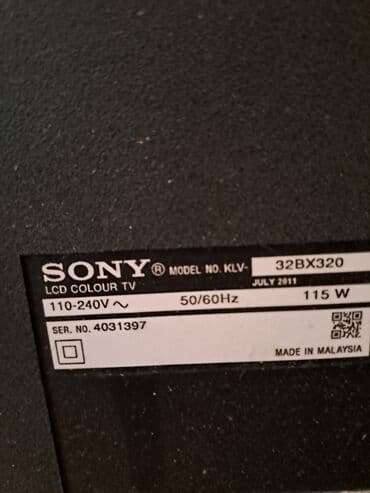 SONY® MODEL NO. KLV- 32BX320
LCD COLOUR TV JULY 2011
110-240V ~ 50/60Hz 115 W
SER. NO. 4031397
MADE IN MALAYSIA